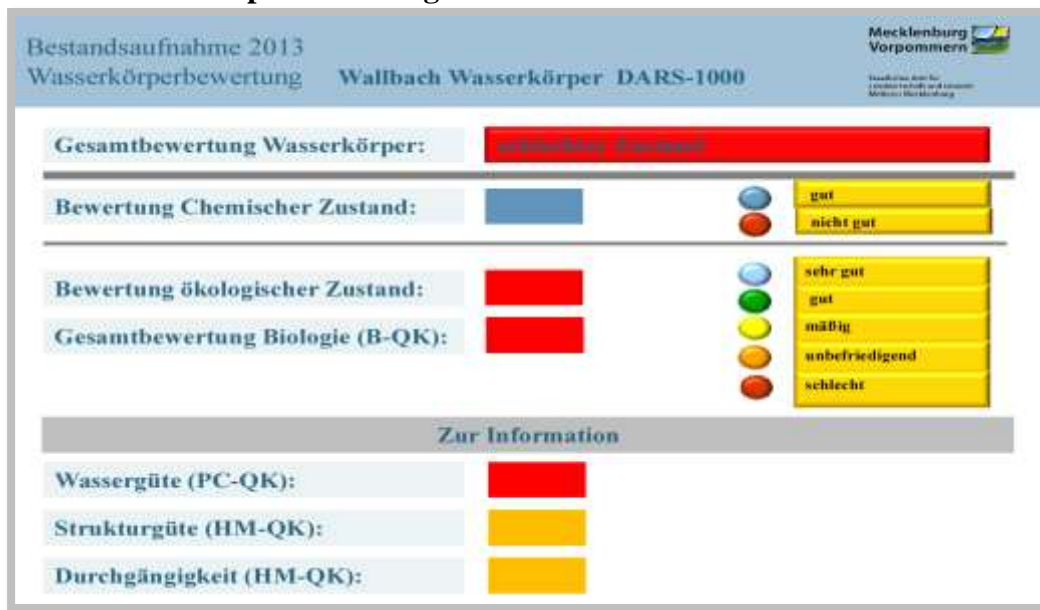 Bestandsaufnahme 2013
Wasserkörperbewertung Wallbach Wasserkörper DARS-1000
Mecklenburg
Vorpommern
Gesamtbewertung Wasserkörper: schlechter Zustand
Bewertung Chemischer Zustand:
gut
nicht gut
Bewertung ökologischer Zustand:
Gesamtbewertung Biologie (B-QK):
sehr gut
gut
mäßig
unbefriedigend
schlecht
Zur Information
Wassergüte (PC-QK):
Strukturgüte (HM-QK):
Durchgängigkeit (HM-QK):